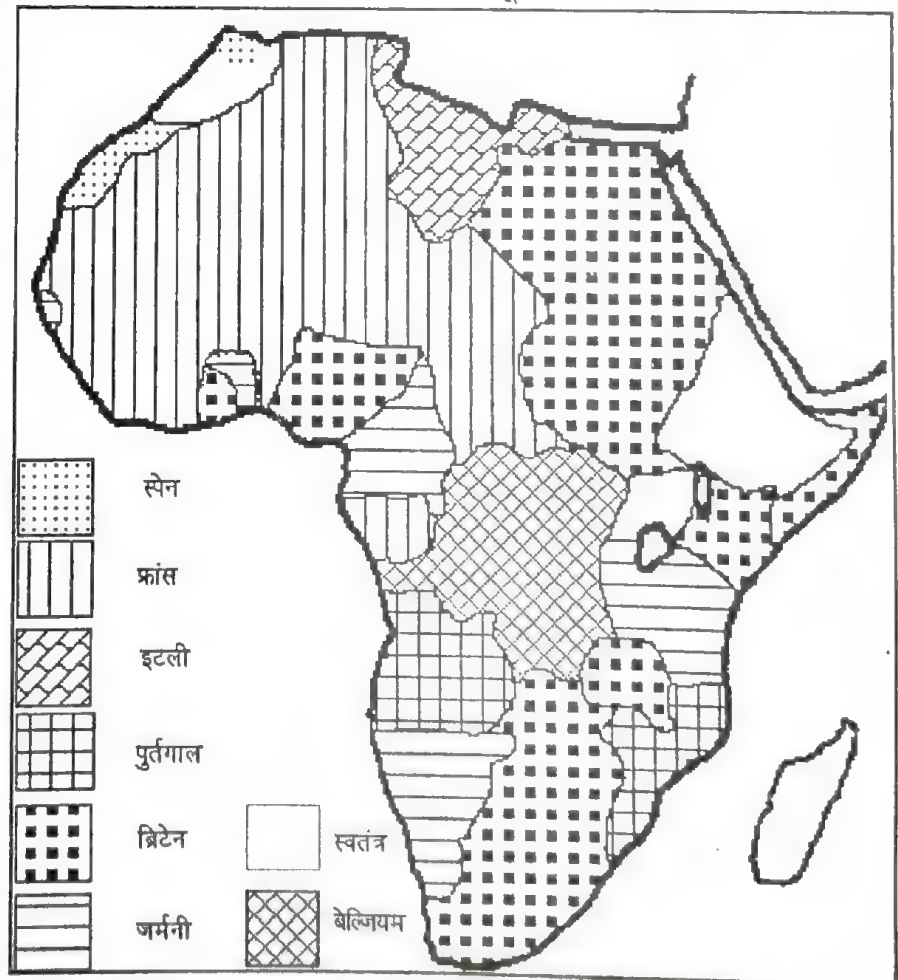 स्पेन
फ्रांस
इटली
पुर्तगाल
ब्रिटेन
स्वतंत्र
जर्मनी
बेल्जियम